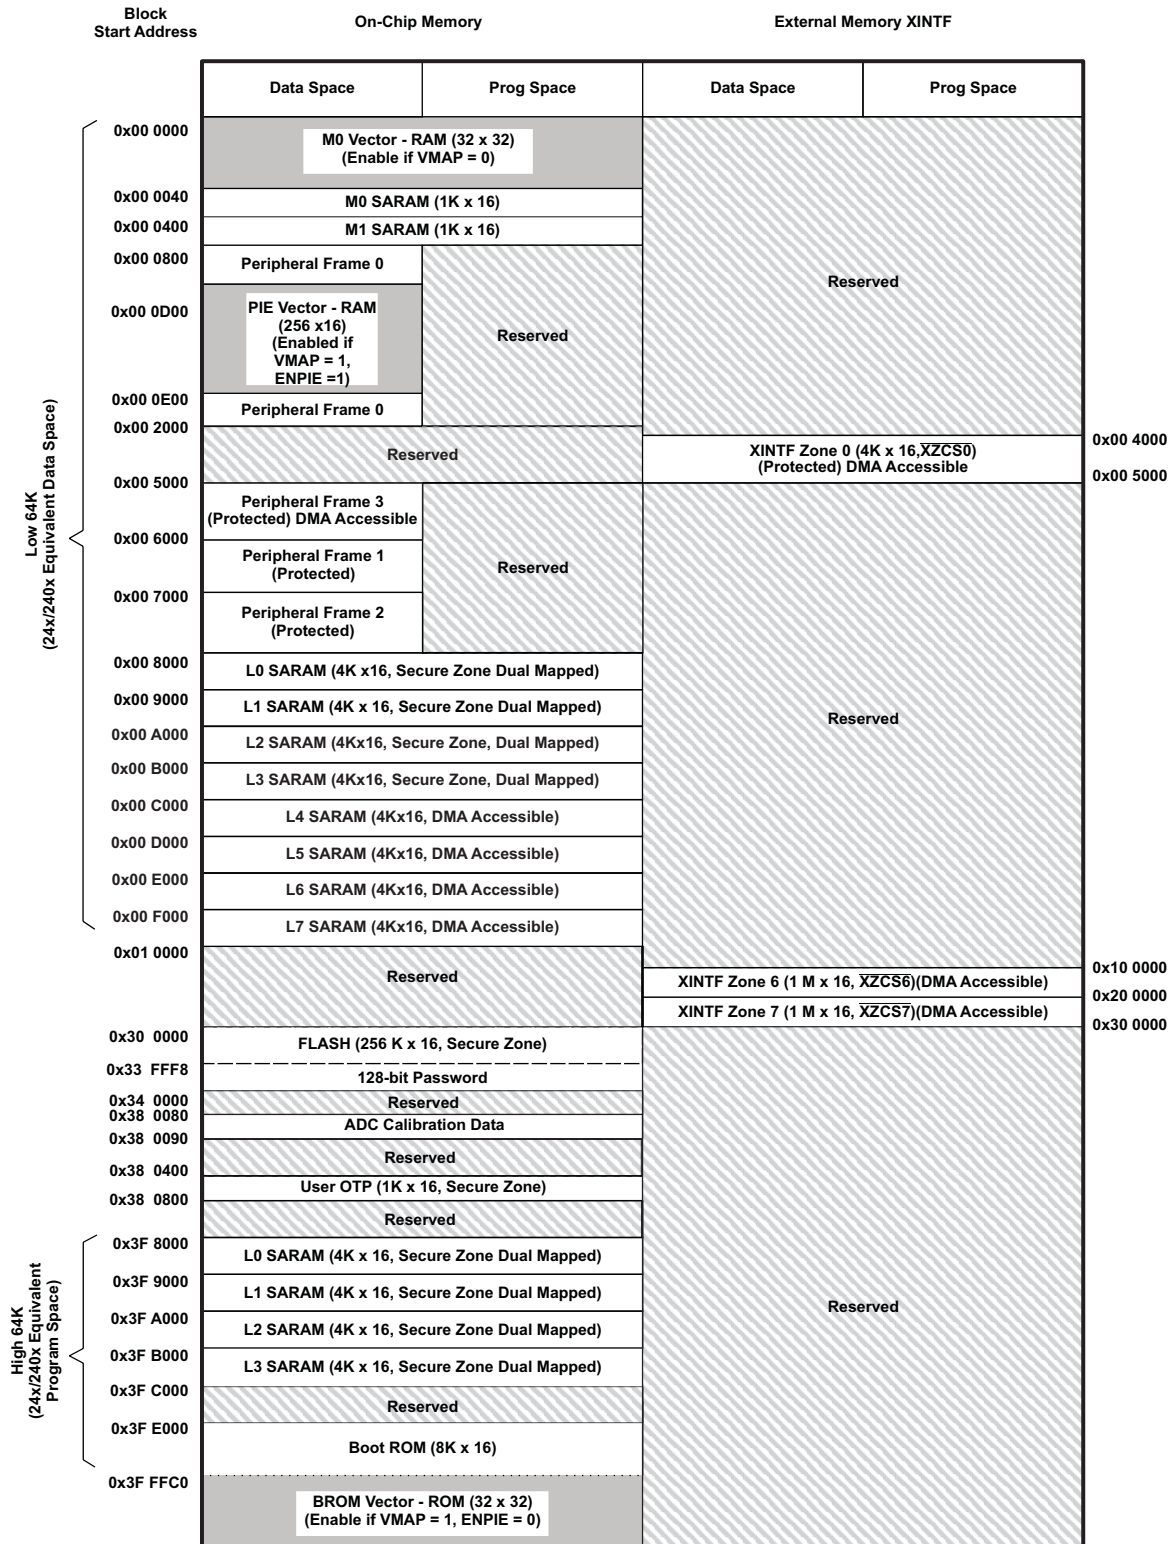 Block
Start Address
On-Chip Memory
External Memory XINTF
Data Space
Prog Space
Data Space
Prog Space
0x00 0000
M0 Vector - RAM (32 x 32)
(Enable if VMAP = 0)
0x00 0040
M0 SARAM (1K x 16)
0x00 0400
M1 SARAM (1K x 16)
0x00 0800
Peripheral Frame 0
Reserved
0x00 0D00
PIE Vector - RAM
(256 x16)
(Enabled if
VMAP = 1,
ENPIE =1)
Reserved
0x00 0E00
Peripheral Frame 0
0x00 2000
Reserved
XINTF Zone 0 (4K x 16,XZCS0)
(Protected) DMA Accessible
0x00 4000
0x00 5000
0x00 5000
Low 64K
(24x/240x Equivalent Data Space)
Peripheral Frame 3
(Protected) DMA Accessible
0x00 6000
Peripheral Frame 1
(Protected)
Reserved
0x00 7000
Peripheral Frame 2
(Protected)
0x00 8000
L0 SARAM (4K x16, Secure Zone Dual Mapped)
0x00 9000
L1 SARAM (4K x 16, Secure Zone Dual Mapped)
Reserved
0x00 A000
L2 SARAM (4Kx16, Secure Zone, Dual Mapped)
0x00 B000
L3 SARAM (4Kx16, Secure Zone, Dual Mapped)
0x00 C000
L4 SARAM (4Kx16, DMA Accessible)
0x00 D000
L5 SARAM (4Kx16, DMA Accessible)
0x00 E000
L6 SARAM (4Kx16, DMA Accessible)
0x00 F000
L7 SARAM (4Kx16, DMA Accessible)
0x01 0000
Reserved
0x10 0000
XINTF Zone 6 (1 M x 16, XZCS6)(DMA Accessible)
0x20 0000
XINTF Zone 7 (1 M x 16, XZCS7)(DMA Accessible)
0x30 0000
0x30 0000
FLASH (256 K x 16, Secure Zone)
0x33 FFF8
128-bit Password
0x34 0000
Reserved
0x38 0080
ADC Calibration Data
0x38 0090
Reserved
0x38 0400
User OTP (1K x 16, Secure Zone)
0x38 0800
Reserved
0x3F 8000
L0 SARAM (4K x 16, Secure Zone Dual Mapped)
0x3F 9000
L1 SARAM (4K x 16, Secure Zone Dual Mapped)
Reserved
0x3F A000
L2 SARAM (4K x 16, Secure Zone Dual Mapped)
High 64K
(24x/240x Equivalent
Program Space)
0x3F B000
L3 SARAM (4K x 16, Secure Zone Dual Mapped)
0x3F C000
Reserved
0x3F E000
Boot ROM (8K x 16)
0x3F FFC0
BROM Vector - ROM (32 x 32)
(Enable if VMAP = 1, ENPIE = 0)